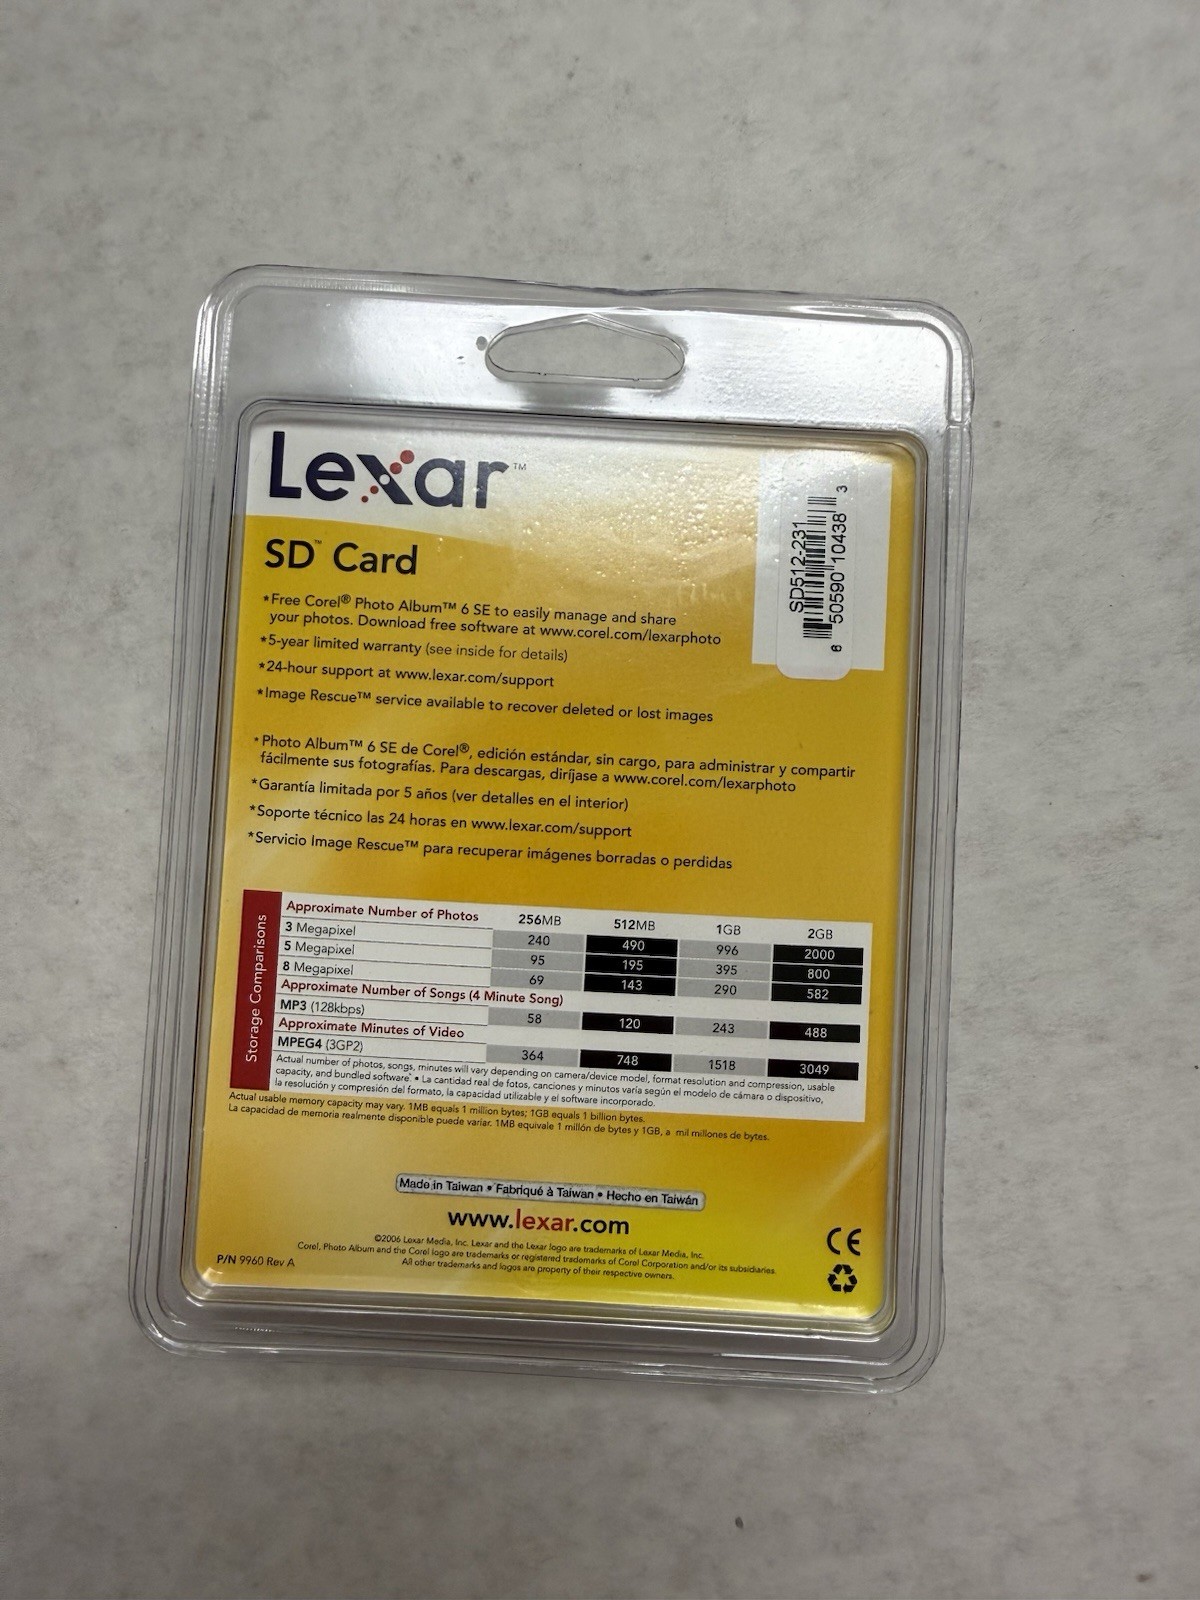 Lexar™
SD512-231
6 50590 10438 3
SD™ Card
*Free Corel® Photo Album™ 6 SE to easily manage and share
your photos. Download free software at www.corel.com/lexarphoto
*5-year limited warranty (see inside for details)
*24-hour support at www.lexar.com/support
*Image Rescue™ service available to recover deleted or lost images
*Photo Album™ 6 SE de Corel®, edición estándar, sin cargo, para administrar y compartir
fácilmente sus fotografías. Para descargas, diríjase a www.corel.com/lexarphoto
*Garantía limitada por 5 años (ver detalles en el interior)
*Soporte técnico las 24 horas en www.lexar.com/support
*Servicio Image Rescue™ para recuperar imágenes borradas o perdidas
Storage Comparisons
Approximate Number of Photos 256MB 512MB 1GB 2GB
3 Megapixel 240 490 996 2000
5 Megapixel 95 195 395 800
8 Megapixel 69 143 290 582
Approximate Number of Songs (4 Minute Song)
MP3 (128kbps) 58 120 243 488
Approximate Minutes of Video
MPEG4 (3GP2) 364 748 1518 3049
Actual number of photos, songs, minutes will vary depending on camera/device model, format resolution and compression, usable
capacity, and bundled software. • La cantidad real de fotos, canciones y minutos varía según el modelo de cámara o dispositivo,
la resolución y compresión del formato, la capacidad utilizable y el software incorporado.
Actual usable memory capacity may vary. 1MB equals 1 million bytes; 1GB equals 1 billion bytes.
La capacidad de memoria realmente disponible puede variar. 1MB equivale 1 millón de bytes y 1GB, a mil millones de bytes.
Made in Taiwan • Fabriqué à Taiwan • Hecho en Taiwán
www.lexar.com
©2006 Lexar Media, Inc. Lexar and the Lexar logo are trademarks of Lexar Media, Inc.
Corel, Photo Album and the Corel logo are trademarks or registered trademarks of Corel Corporation and/or its subsidiaries.
All other trademarks and logos are property of their respective owners.
P/N 9960 Rev A
CE